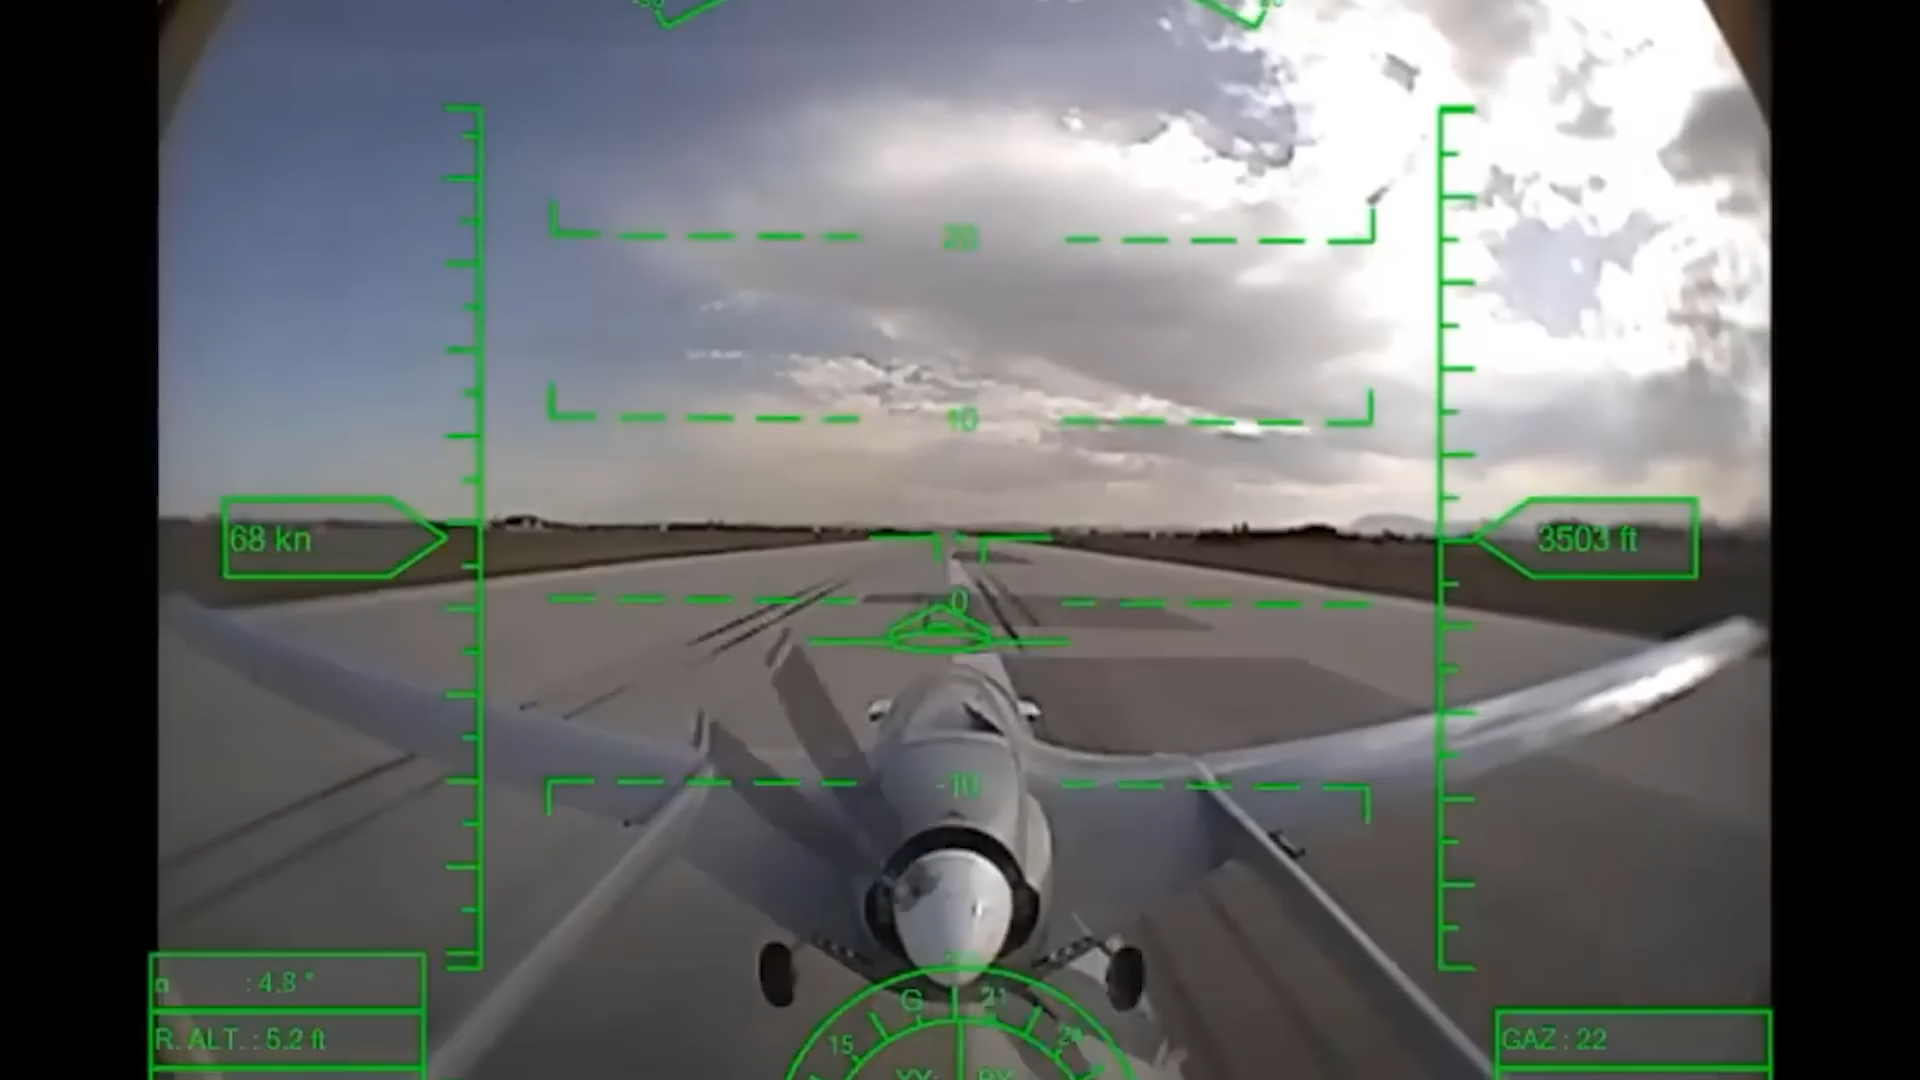 20
10
68 kn
3503 ft
0
-10
α : 4.8 °
R. ALT. : 5.2 ft
G
21
15
24
GAZ : 22